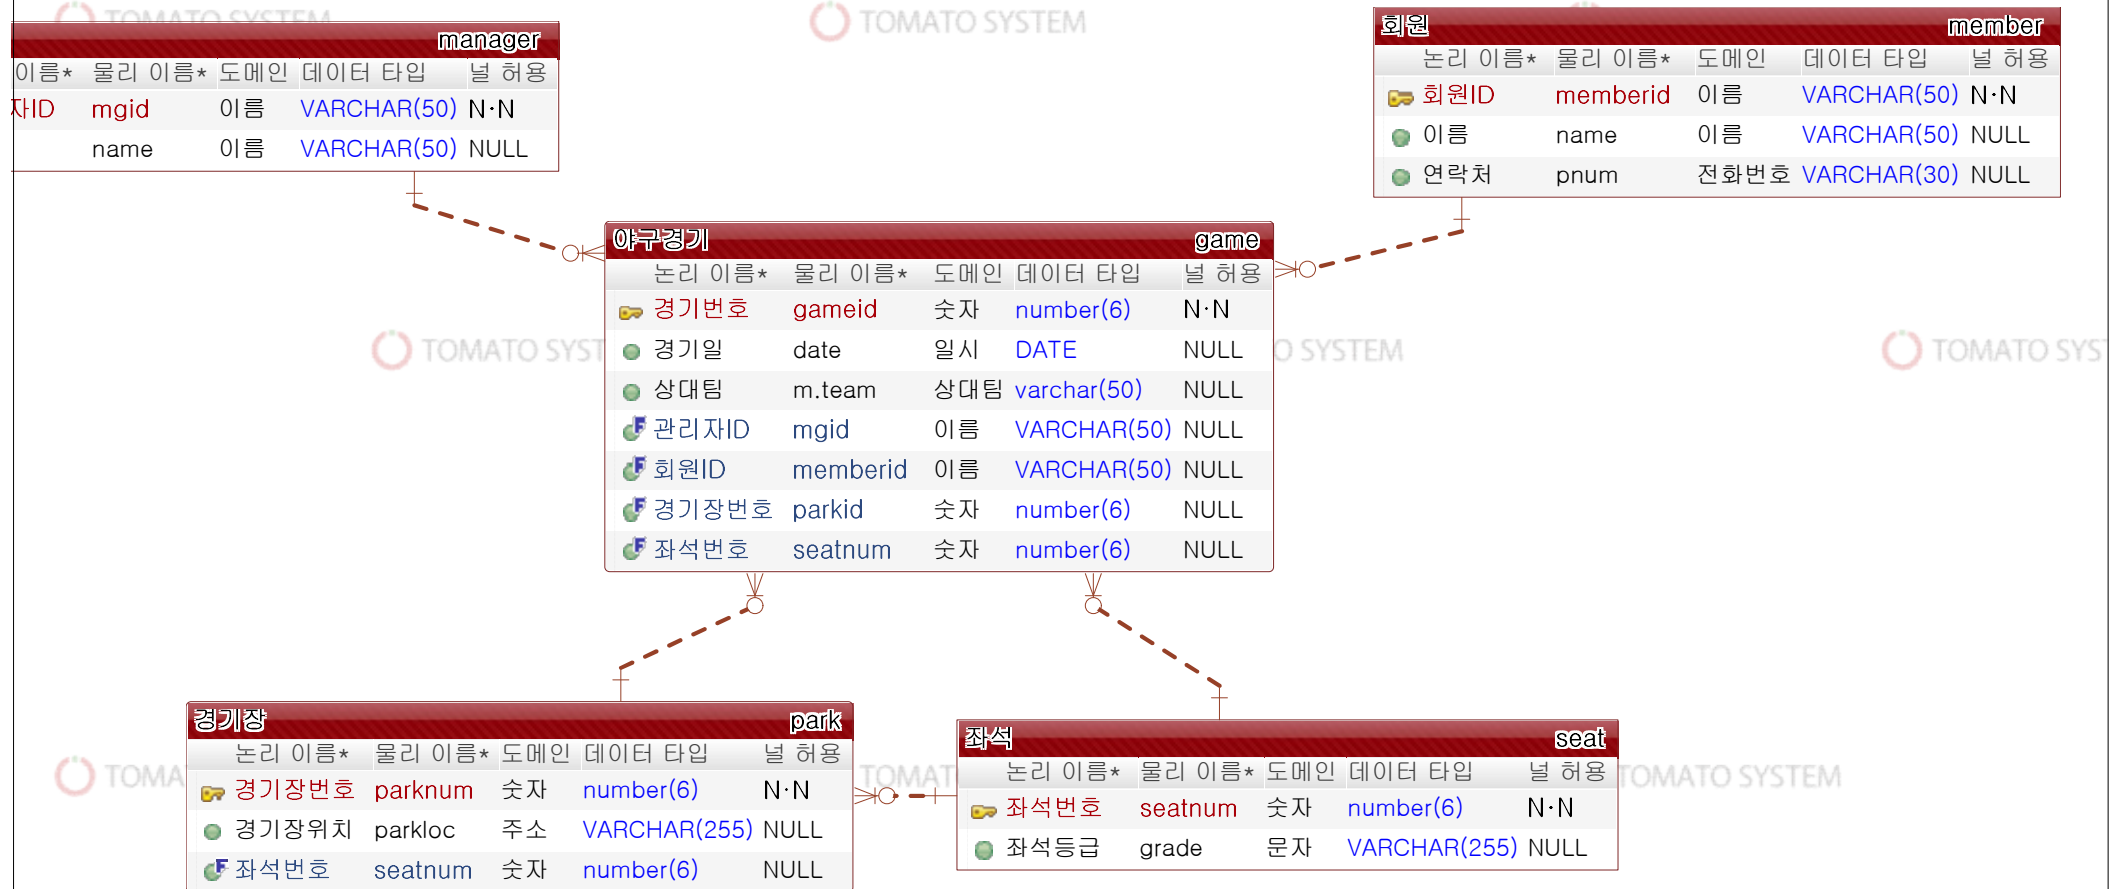 TOMATO SYSTEM
TOMATO SYSTEM
manager
이름* 물리 이름* 도메인 데이터 타입 널 허용
자ID mgid 이름 VARCHAR(50) N·N
name 이름 VARCHAR(50) NULL
회원 member
논리 이름* 물리 이름* 도메인 데이터 타입 널 허용
회원ID memberid 이름 VARCHAR(50) N·N
이름 name 이름 VARCHAR(50) NULL
연락처 pnum 전화번호 VARCHAR(30) NULL
야구경기 game
논리 이름* 물리 이름* 도메인 데이터 타입 널 허용
경기번호 gameid 숫자 number(6) N·N
경기일 date 일시 DATE NULL
상대팀 m.team 상대팀 varchar(50) NULL
관리자ID mgid 이름 VARCHAR(50) NULL
회원ID memberid 이름 VARCHAR(50) NULL
경기장번호 parkid 숫자 number(6) NULL
좌석번호 seatnum 숫자 number(6) NULL
TOMATO SYST
O SYSTEM
TOMATO SYS
경기장 park
논리 이름* 물리 이름* 도메인 데이터 타입 널 허용
경기장번호 parknum 숫자 number(6) N·N
경기장위치 parkloc 주소 VARCHAR(255) NULL
좌석번호 seatnum 숫자 number(6) NULL
좌석 seat
논리 이름* 물리 이름* 도메인 데이터 타입 널 허용
좌석번호 seatnum 숫자 number(6) N·N
좌석등급 grade 문자 VARCHAR(255) NULL
TOMA
TOMAT
TOMATO SYSTEM